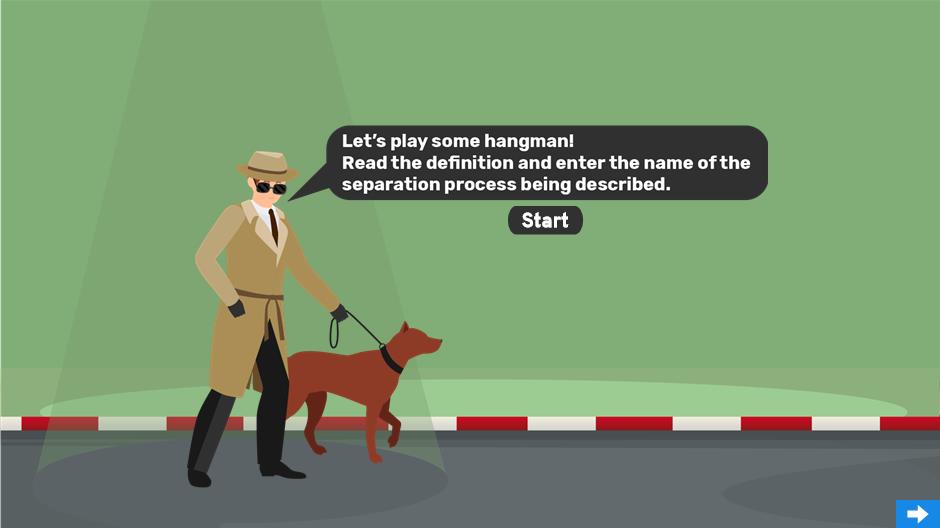 Let's play some hangman!
Read the definition and enter the name of the
separation process being described.
Start